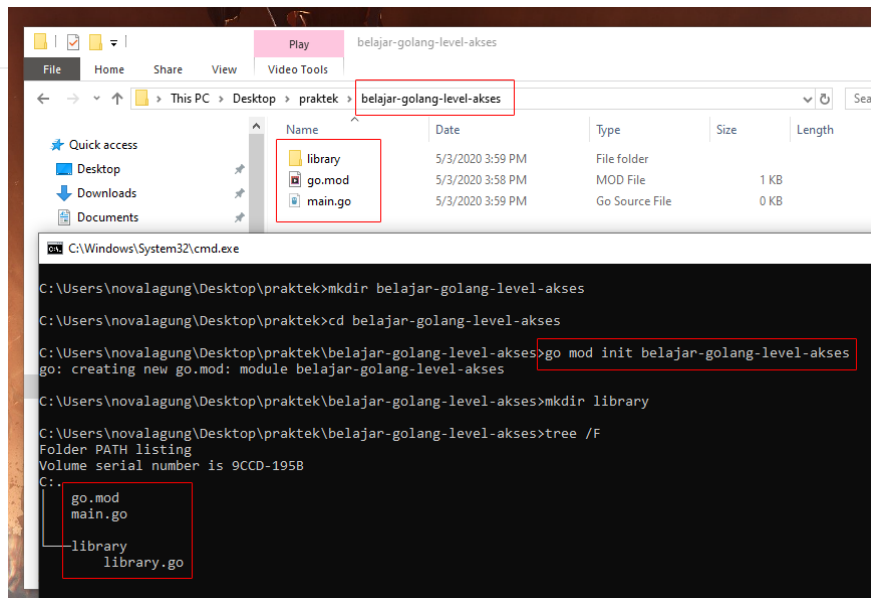 Play
belajar-golang-level-akses
File
Home
Share
View
Video Tools
This PC > Desktop > praktek > belajar-golang-level-akses
Name
Date
Type
Size
Length
Quick access
Desktop
Downloads
Documents
library
5/3/2020 3:59 PM
File folder
go.mod
5/3/2020 3:58 PM
MOD File
1 KB
main.go
5/3/2020 3:59 PM
Go Source File
0 KB
C:\Windows\System32\cmd.exe
C:\Users\novalagung\Desktop\praktek>mkdir belajar-golang-level-akses
C:\Users\novalagung\Desktop\praktek>cd belajar-golang-level-akses
C:\Users\novalagung\Desktop\praktek\belajar-golang-level-akses>go mod init belajar-golang-level-akses
go: creating new go.mod: module belajar-golang-level-akses
C:\Users\novalagung\Desktop\praktek\belajar-golang-level-akses>mkdir library
C:\Users\novalagung\Desktop\praktek\belajar-golang-level-akses>tree /F
Folder PATH listing
Volume serial number is 9CCD-195B
C:.
go.mod
main.go
library
library.go